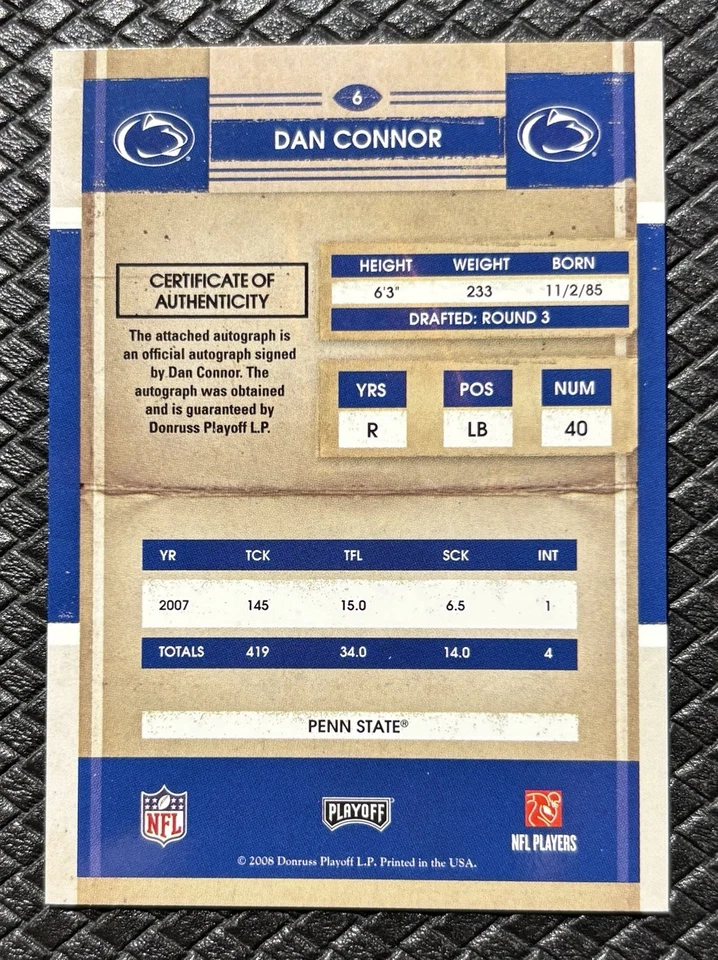 6
DAN CONNOR
CERTIFICATE OF
AUTHENTICITY
The attached autograph is
an official autograph signed
by Dan Connor. The
autograph was obtained
and is guaranteed by
Donruss Playoff L.P.
HEIGHT WEIGHT BORN
6'3" 233 11/2/85
DRAFTED: ROUND 3
YRS POS NUM
R LB 40
YR TCK TFL SCK INT
2007 145 15.0 6.5 1
TOTALS 419 34.0 14.0 4
PENN STATE®
NFL
PLAYOFF
NFL PLAYERS
© 2008 Donruss Playoff L.P. Printed in the USA.